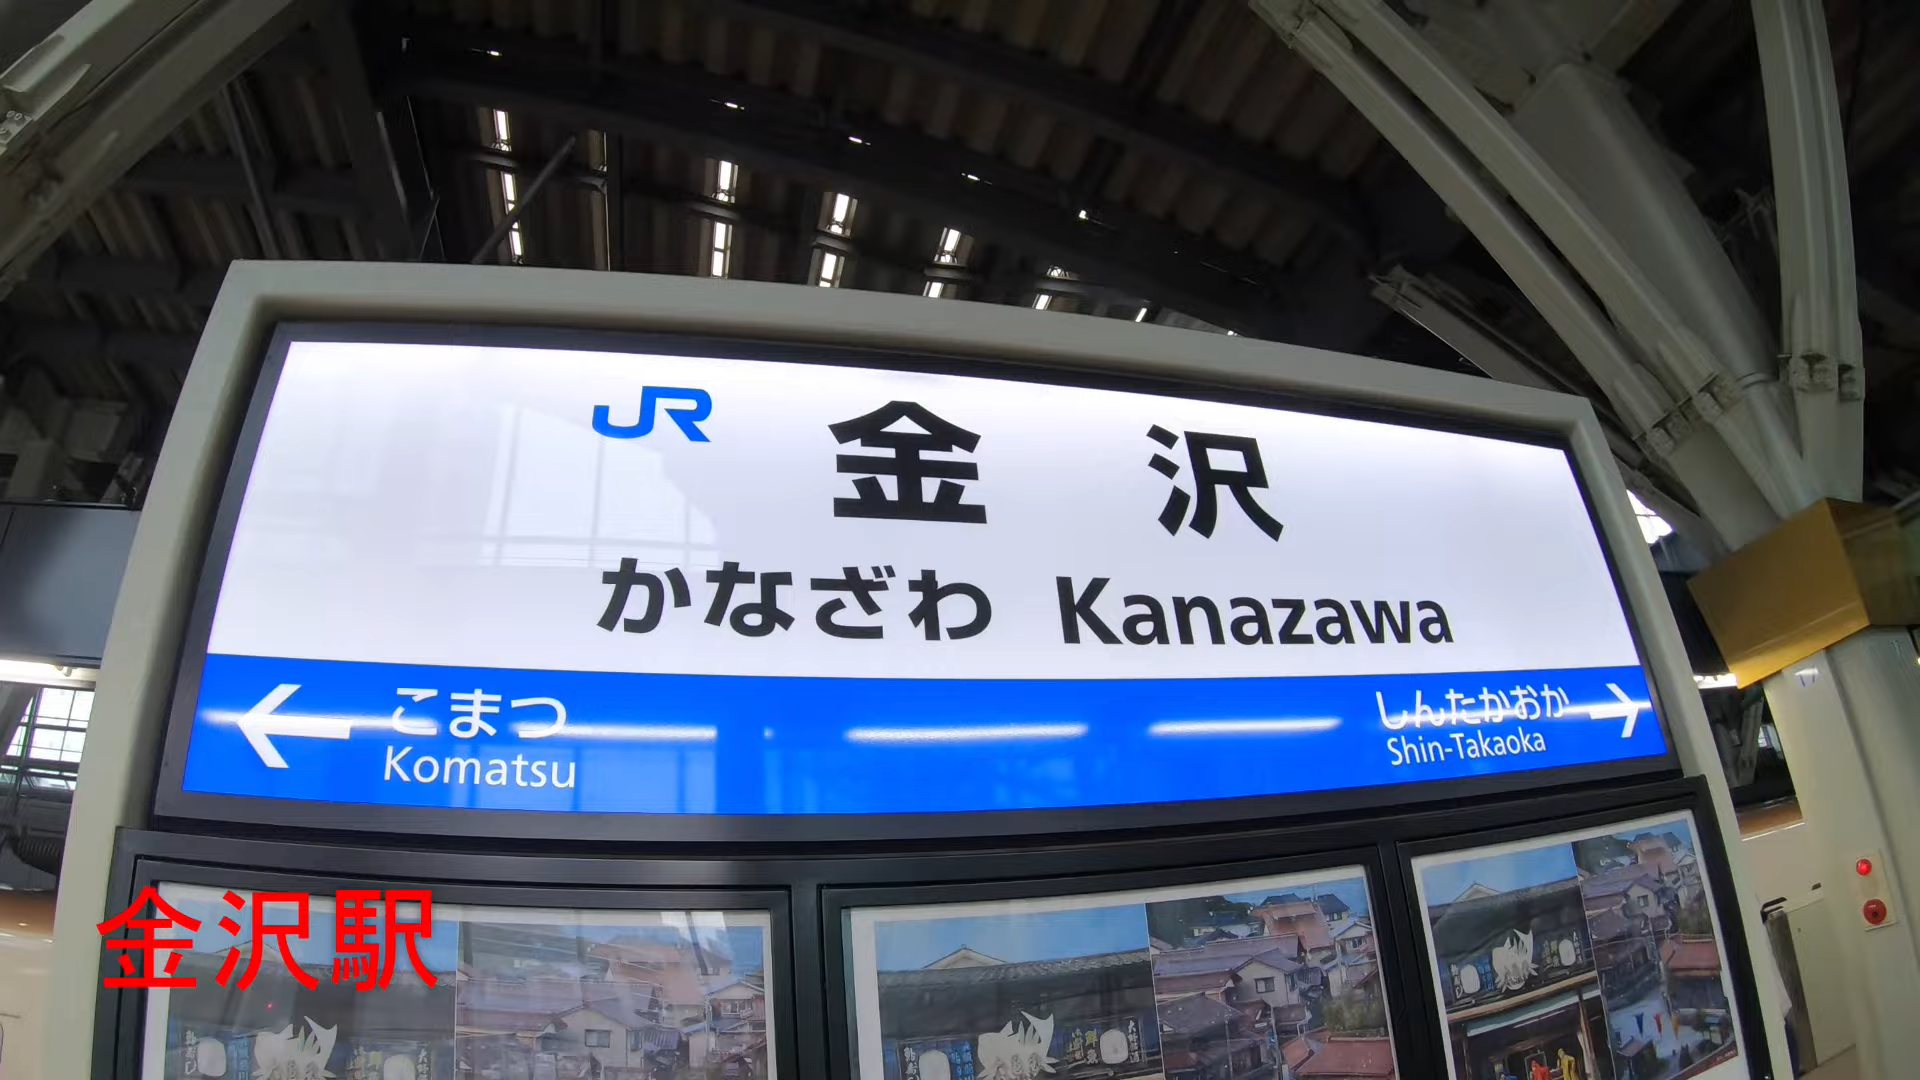 JR
金沢
かなざわ Kanazawa
← こまつ
Komatsu
しんたかおか →
Shin-Takaoka
金沢駅